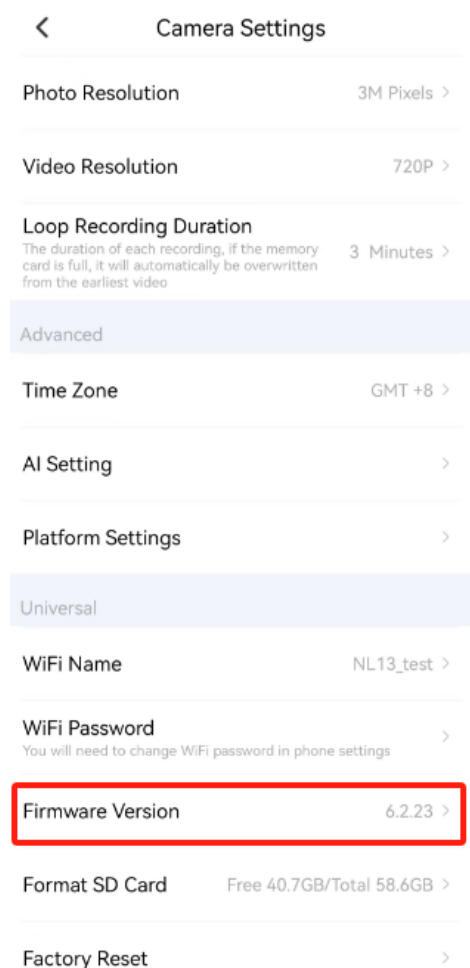 Camera Settings
Photo Resolution 3M Pixels >
Video Resolution 720P >
Loop Recording Duration
The duration of each recording, if the memory
card is full, it will automatically be overwritten
from the earliest video
3 Minutes >
Advanced
Time Zone GMT +8 >
AI Setting >
Platform Settings >
Universal
WiFi Name NL13_test >
WiFi Password >
You will need to change WiFi password in phone settings
Firmware Version 6.2.23 >
Format SD Card Free 40.7GB/Total 58.6GB >
Factory Reset >